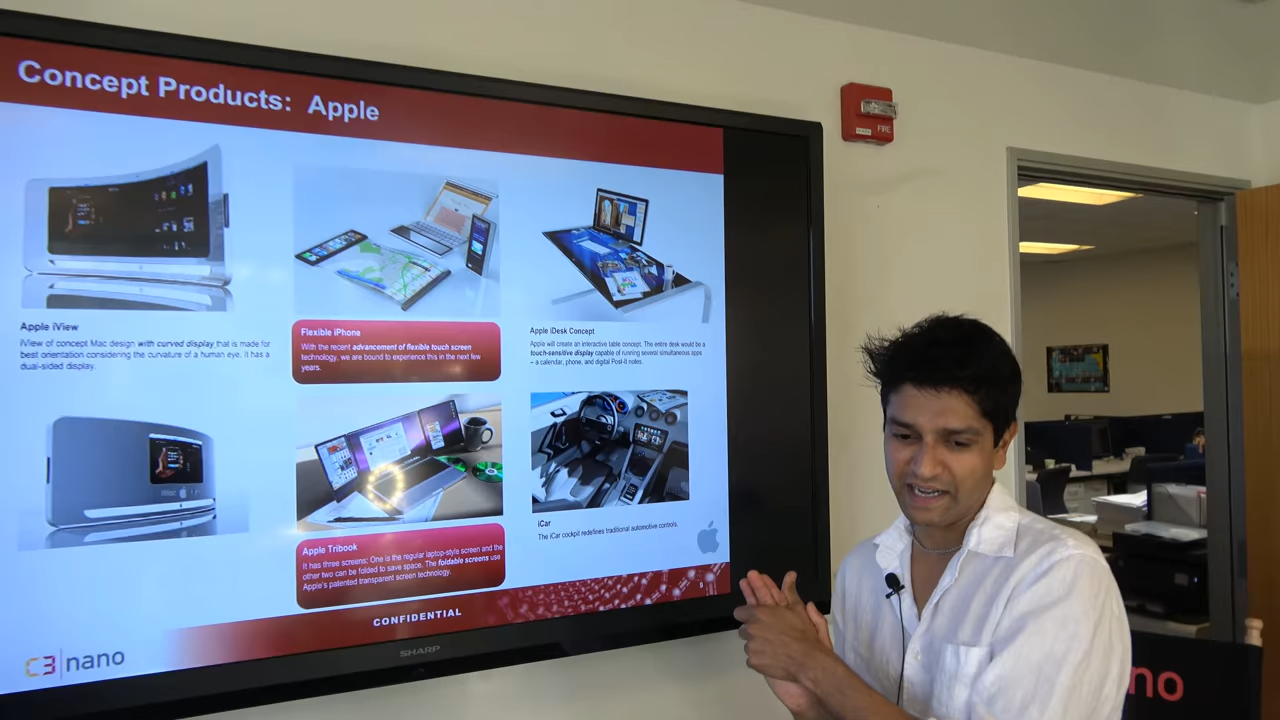 Concept Products: Apple
FIRE
Apple iView
iView of concept Mac design with curved display that is made for
best orientation considering the curvature of a human eye. It has a
dual-sided display.
Flexible iPhone
With the recent advancement of flexible touch screen
technology, we are bound to experience this in the next few
years.
Apple iDesk Concept
Apple will create an interactive table concept. The entire desk would be a
touch-sensitive display capable of running several simultaneous apps
– a calendar, phone, and digital Post-it notes.
Apple Tribook
It has three screens: One is the regular laptop-style screen and the
other two can be folded to save space. The foldable screens use
Apple's patented transparent screen technology.
iCar
The iCar cockpit redefines traditional automotive controls.
9
CONFIDENTIAL
C3 nano
SHARP
no